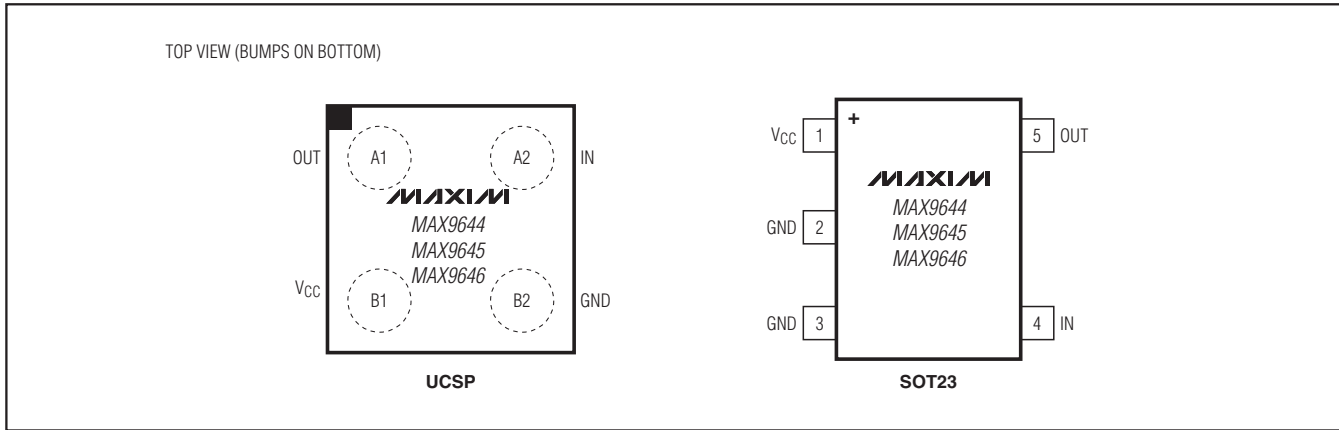 TOP VIEW (BUMPS ON BOTTOM)
OUT A1 A2 IN
MAXIM
MAX9644
MAX9645
MAX9646
VCC B1 B2 GND
UCSP
+
VCC 1 5 OUT
MAXIM
MAX9644
GND 2
MAX9645
MAX9646
GND 3 4 IN
SOT23